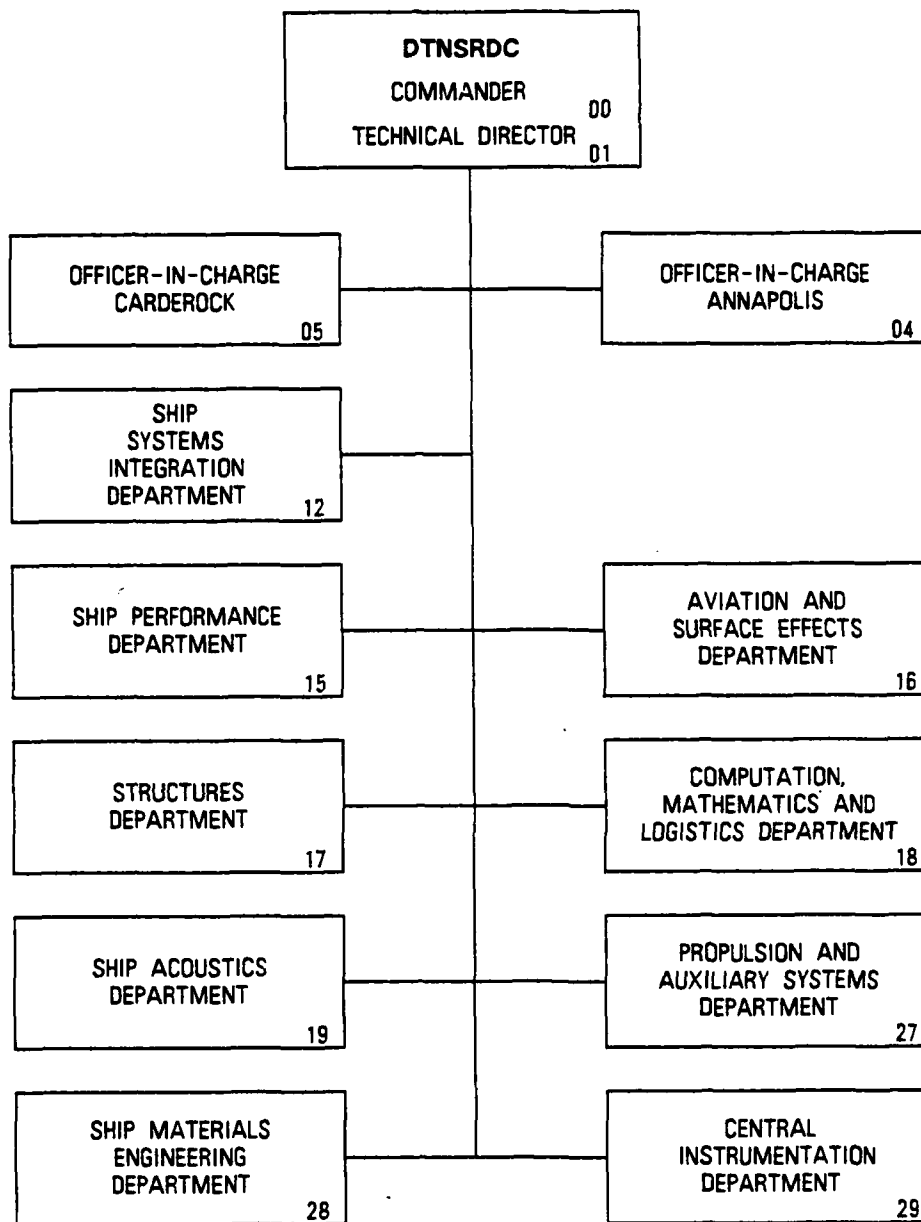 DTNSRDC
COMMANDER
00
TECHNICAL DIRECTOR
01
OFFICER-IN-CHARGE
CARDEROCK
05
OFFICER-IN-CHARGE
ANNAPOLIS
04
SHIP
SYSTEMS
INTEGRATION
DEPARTMENT
12
SHIP PERFORMANCE
DEPARTMENT
15
AVIATION AND
SURFACE EFFECTS
DEPARTMENT
16
STRUCTURES
DEPARTMENT
17
COMPUTATION,
MATHEMATICS AND
LOGISTICS DEPARTMENT
18
SHIP ACOUSTICS
DEPARTMENT
19
PROPULSION AND
AUXILIARY SYSTEMS
DEPARTMENT
27
SHIP MATERIALS
ENGINEERING
DEPARTMENT
28
CENTRAL
INSTRUMENTATION
DEPARTMENT
29